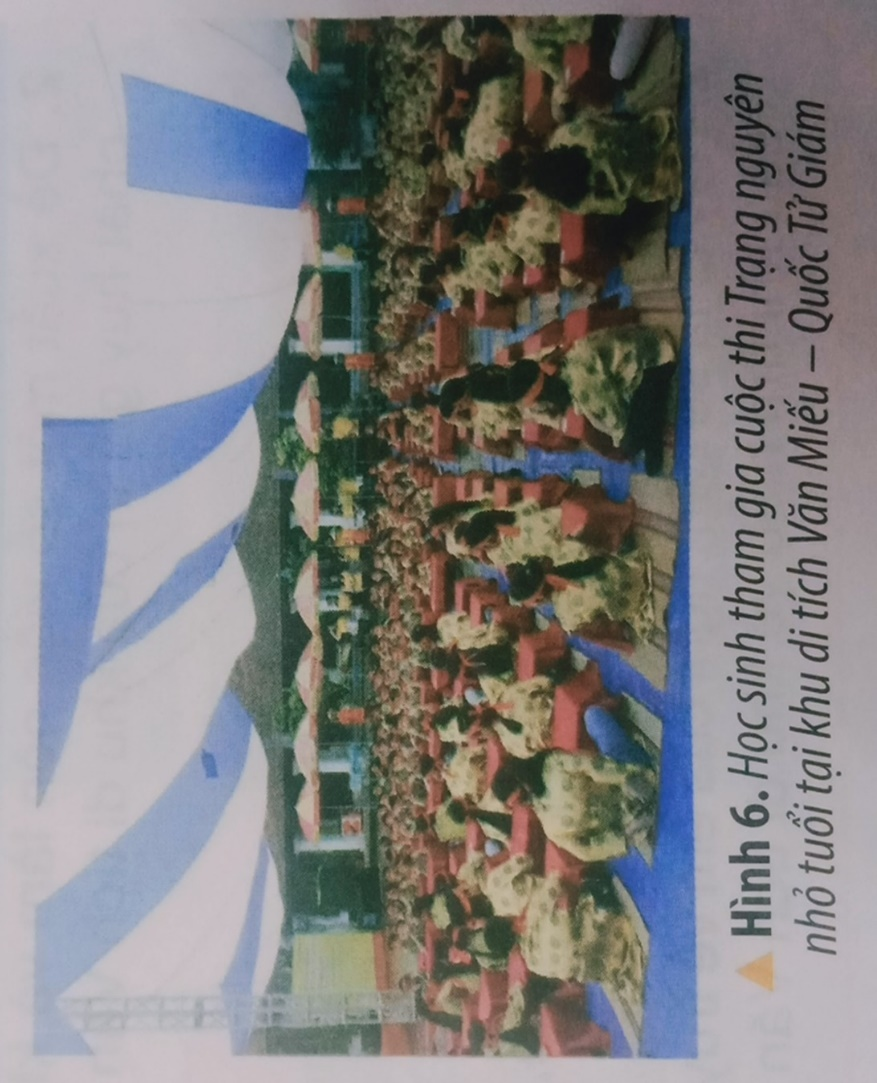 ▲ Hình 6. Học sinh tham gia cuộc thi Trạng nguyên
nhỏ tuổi tại khu di tích Văn Miếu – Quốc Tử Giám